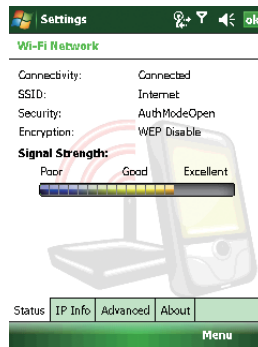 Settings ok
Wi-Fi Network
Connectivity: Connected
SSID: Internet
Security: AuthModeOpen
Encryption: WEP Disable
Signal Strength:
Poor Good Excellent
Status IP Info Advanced About
Menu